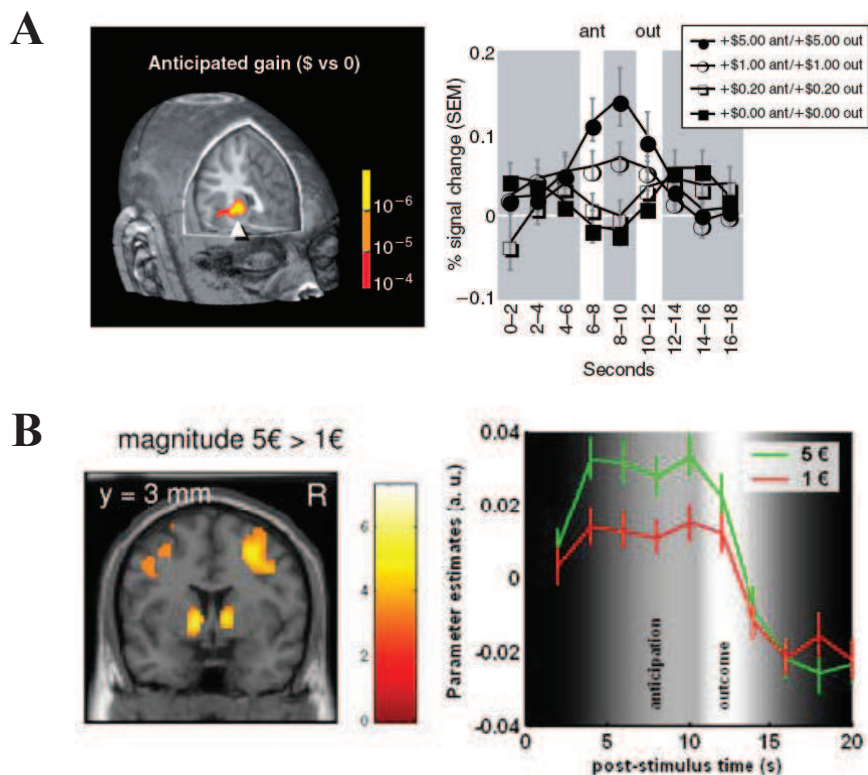 A
Anticipated gain ($ vs 0)
10⁻⁶
10⁻⁵
10⁻⁴
ant out
+$5.00 ant/+$5.00 out
+$1.00 ant/+$1.00 out
+$0.20 ant/+$0.20 out
+$0.00 ant/+$0.00 out
% signal change (SEM)
0.2
0.1
0
−0.1
0–2
2–4
4–6
6–8
8–10
10–12
12–14
14–16
16–18
Seconds
B
magnitude 5€ > 1€
y = 3 mm R
6
4
2
0
Parameter estimates (a. u.)
0.04
0.02
0
-0.02
-0.04
5 €
1 €
anticipation
outcome
0 5 10 15 20
post-stimulus time (s)